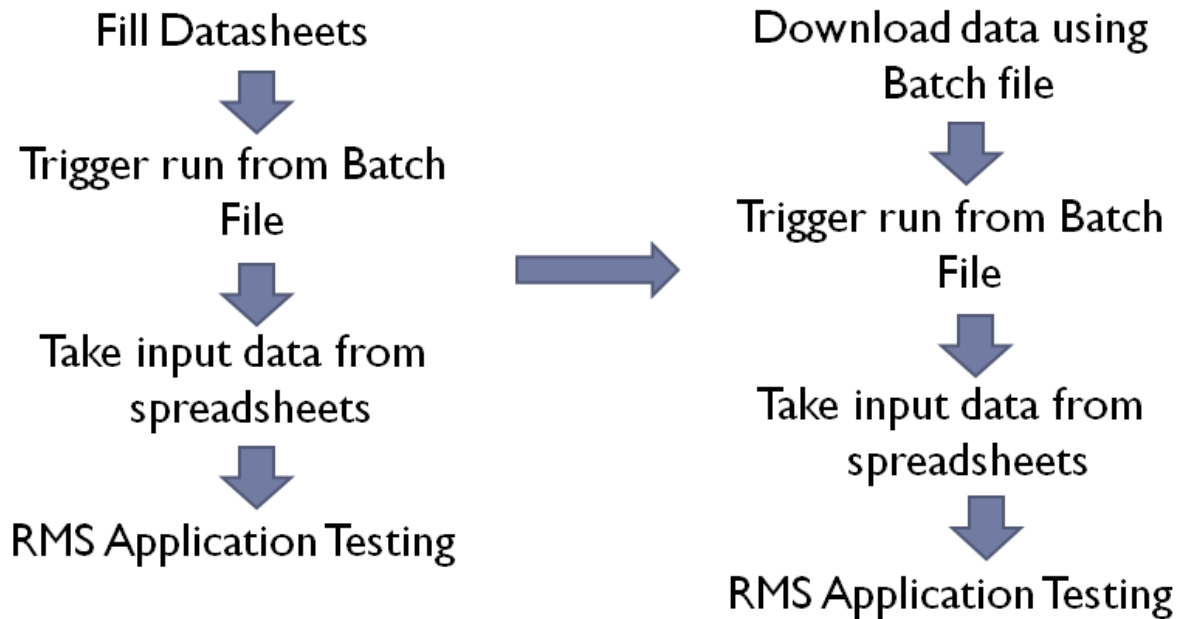 Fill Datasheets
Trigger run from Batch
File
Take input data from
spreadsheets
RMS Application Testing
Download data using
Batch file
Trigger run from Batch
File
Take input data from
spreadsheets
RMS Application Testing